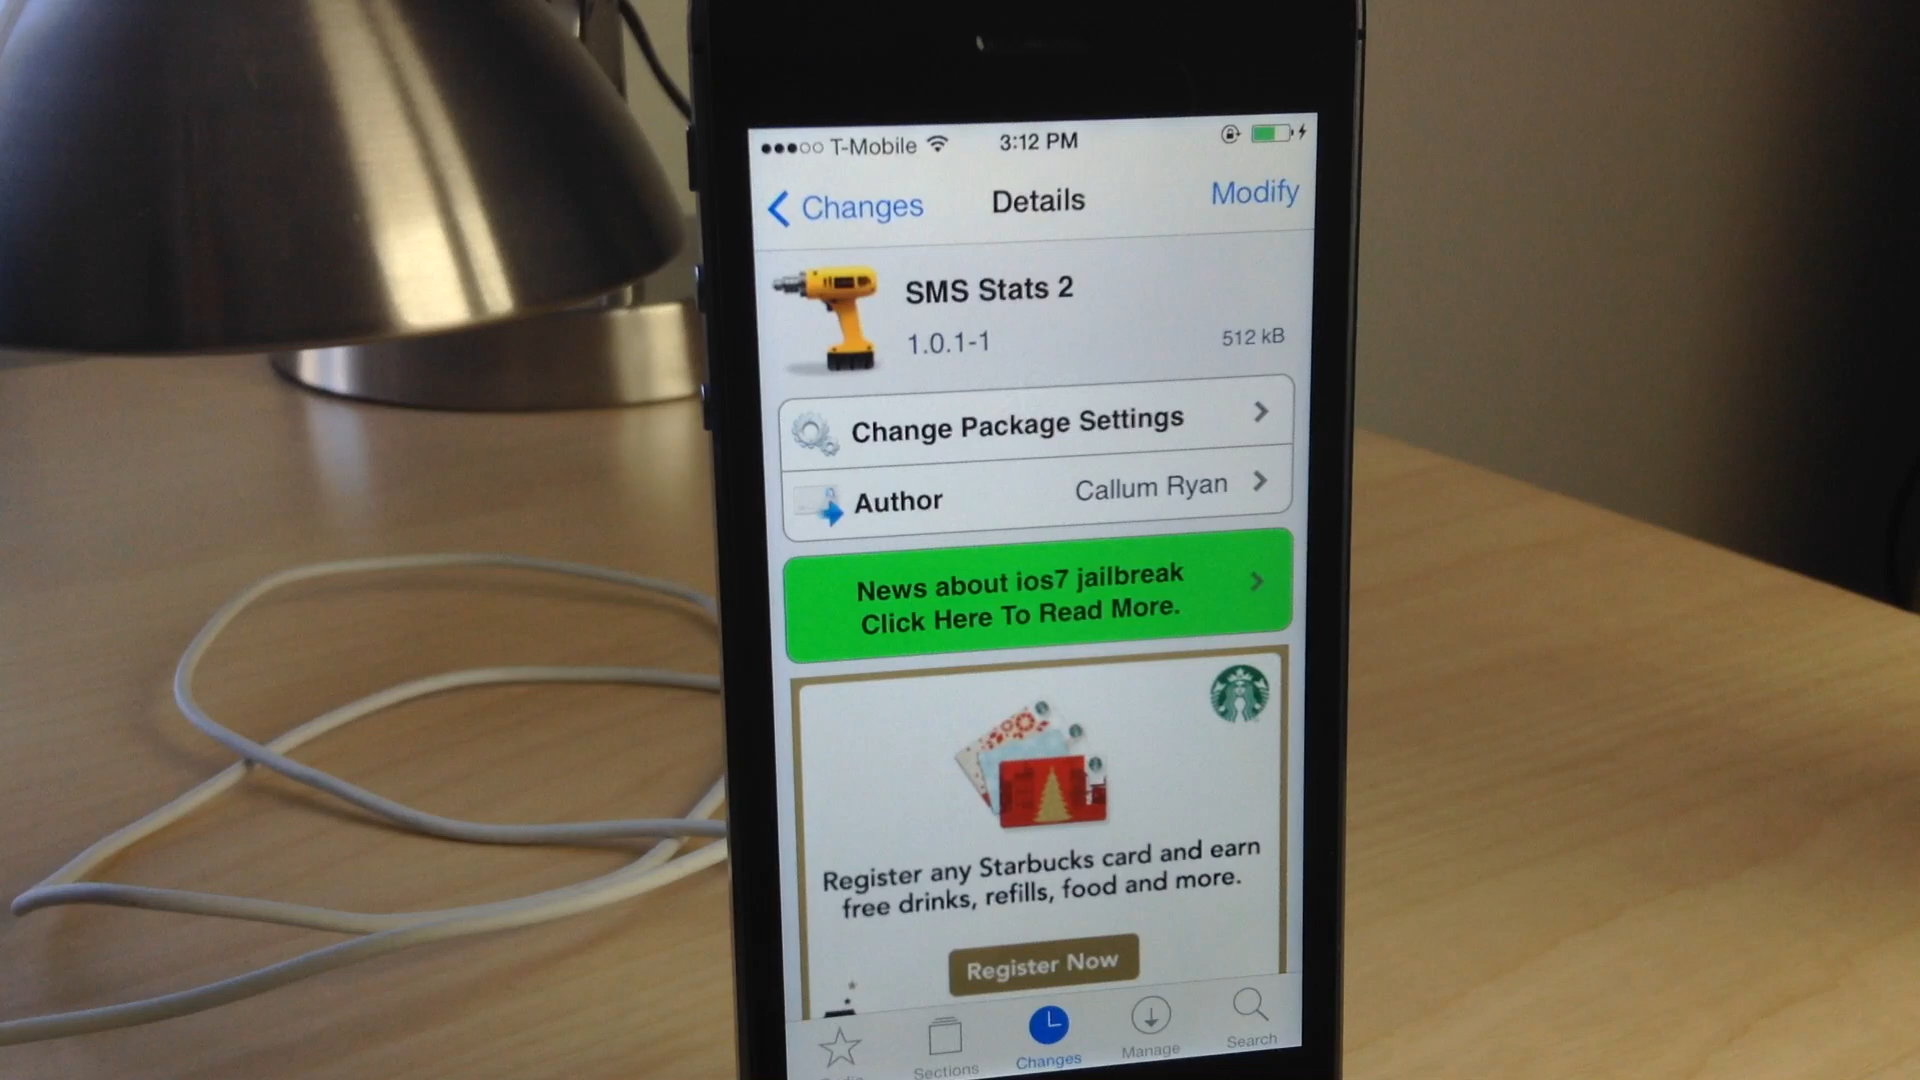 T-Mobile 3:12 PM
Changes Details Modify
SMS Stats 2
1.0.1-1 512 kB
Change Package Settings
Author Callum Ryan
News about ios7 jailbreak
Click Here To Read More.
Register any Starbucks card and earn
free drinks, refills, food and more.
Register Now
Sections Changes Manage Search